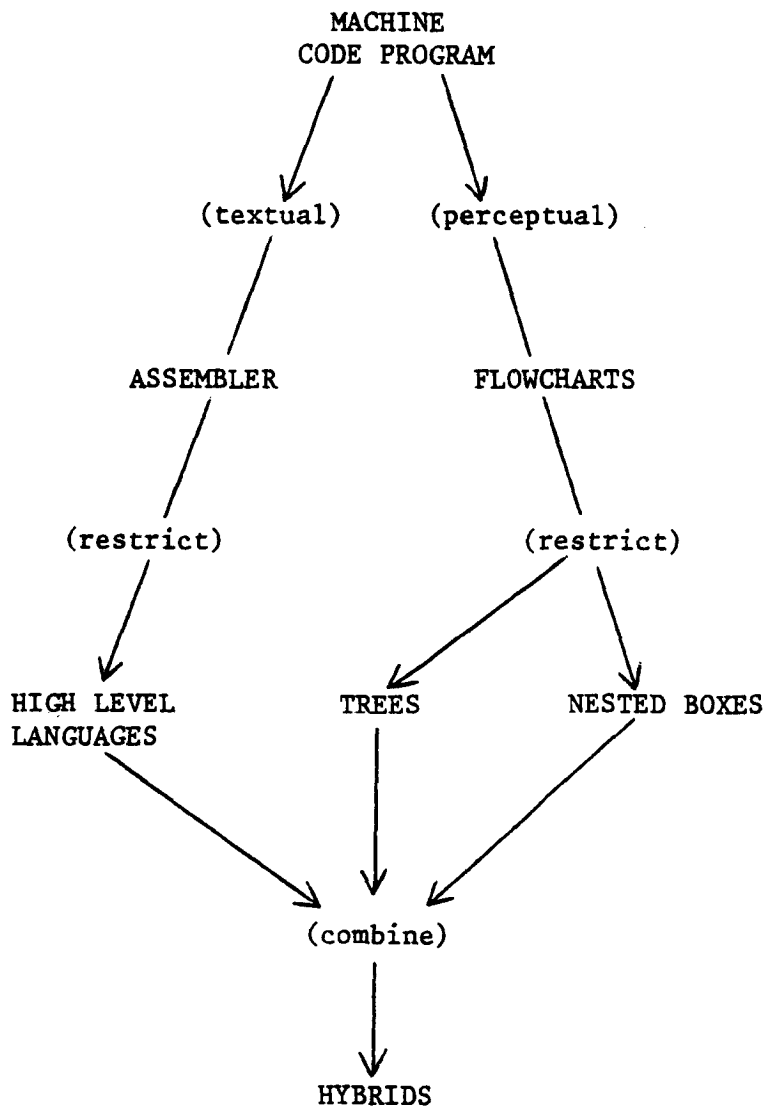 MACHINE
CODE PROGRAM
(textual)
(perceptual)
ASSEMBLER
FLOWCHARTS
(restrict)
(restrict)
HIGH LEVEL
LANGUAGES
TREES
NESTED BOXES
(combine)
HYBRIDS